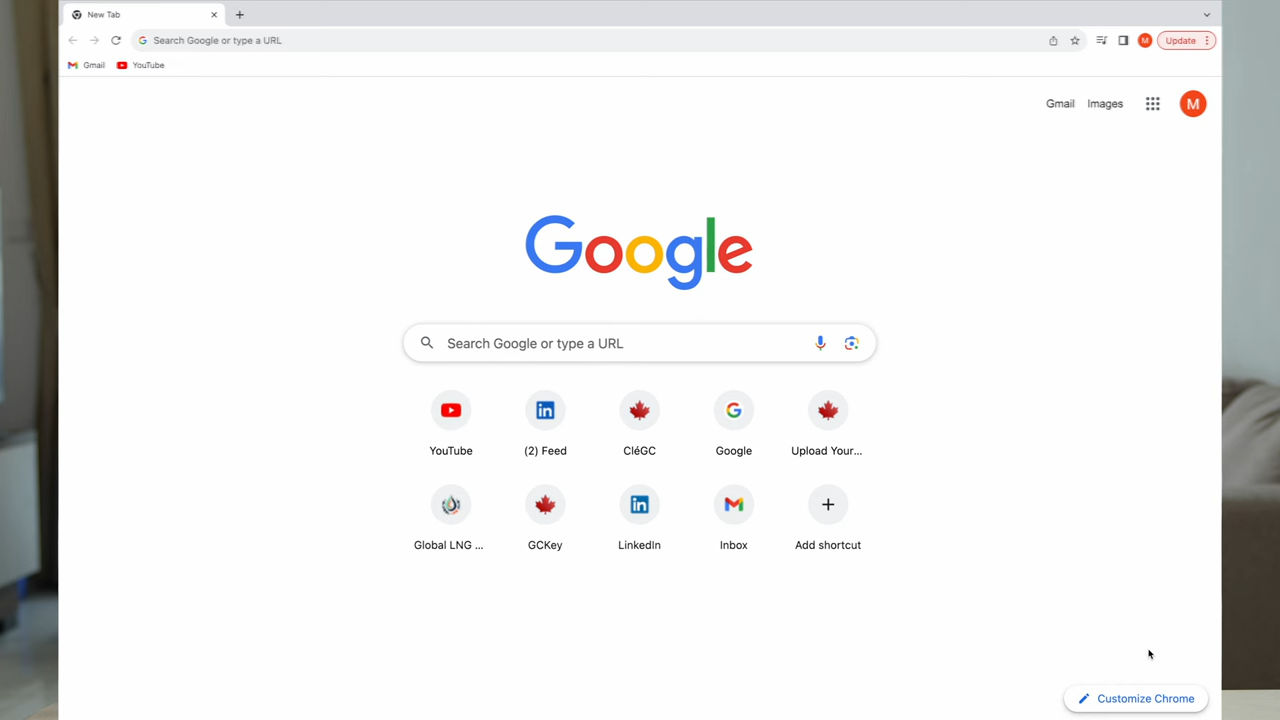 New Tab
Search Google or type a URL
M
Update
Gmail
YouTube
Gmail
Images
M
Google
Search Google or type a URL
YouTube
(2) Feed
CléGC
Google
Upload Your...
Global LNG ...
GCKey
LinkedIn
Inbox
Add shortcut
Customize Chrome